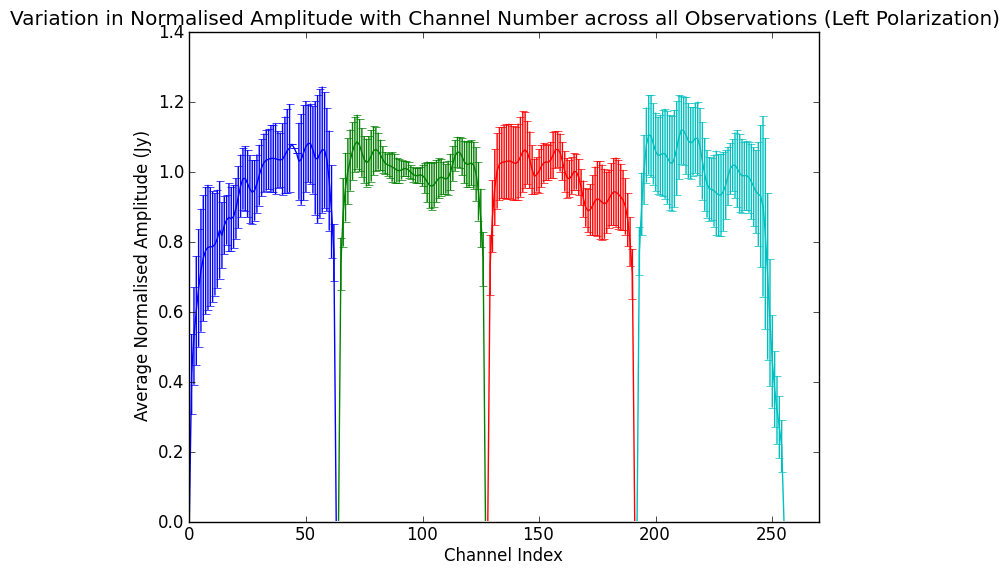 Variation in Normalised Amplitude with Channel Number across all Observations (Left Polarization)
1.4
1.2
1.0
0.8
0.6
0.4
0.2
0.0
Average Normalised Amplitude (Jy)
0 50 100 150 200 250
Channel Index